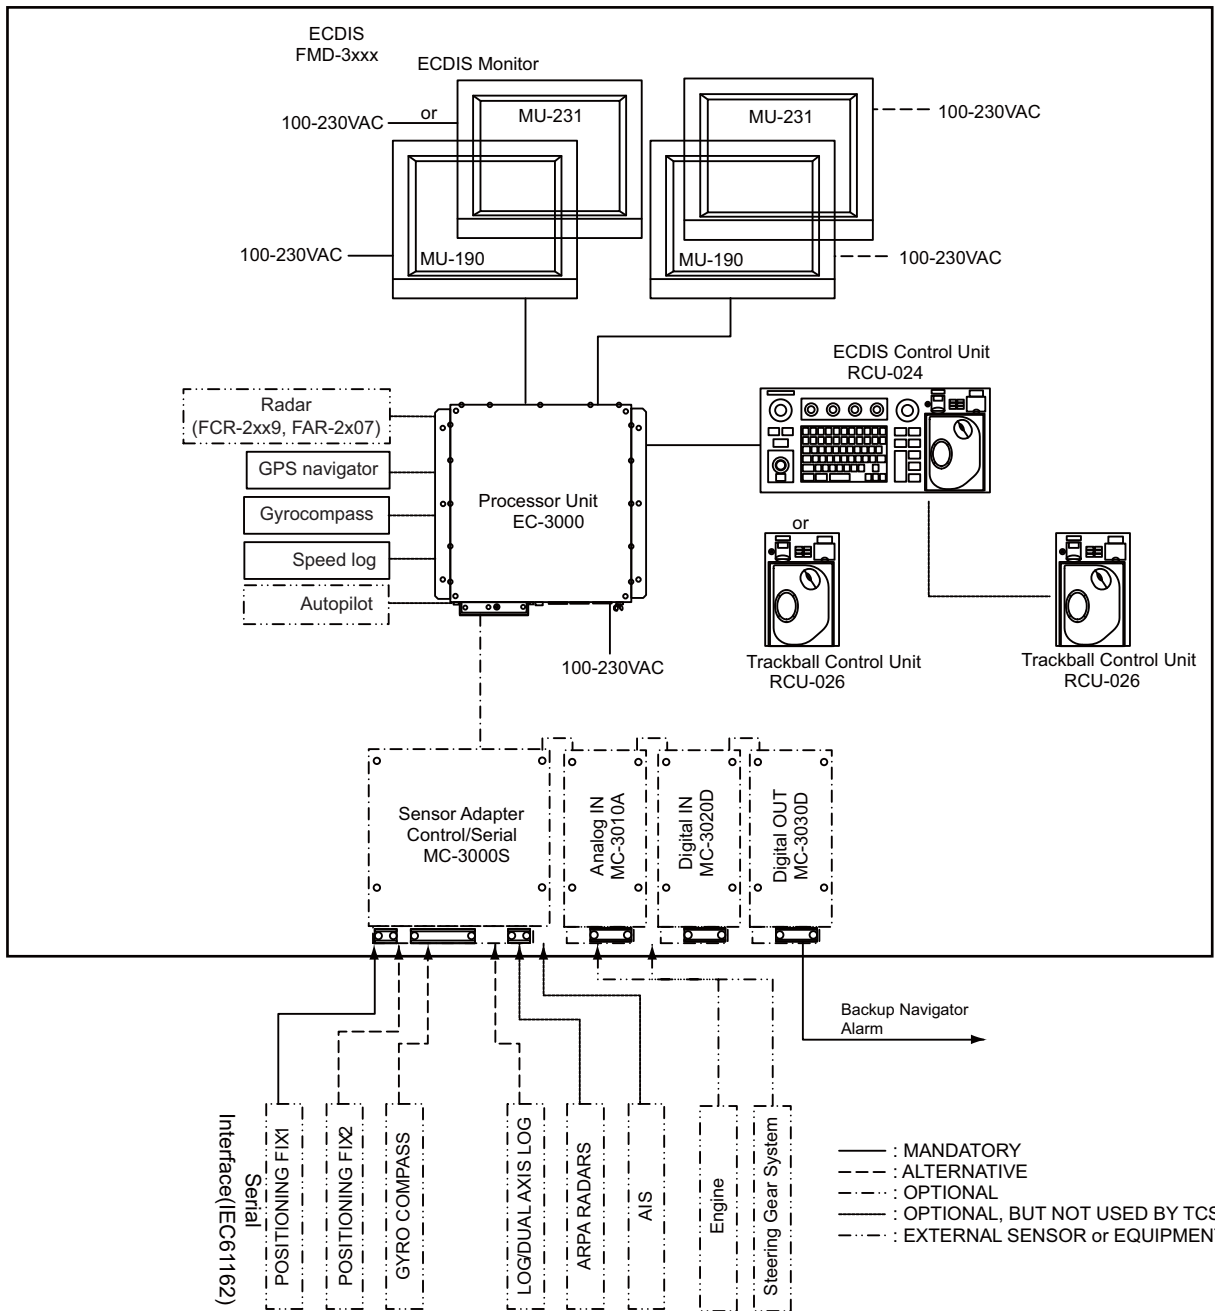 ECDIS
FMD-3xxx
ECDIS Monitor
100-230VAC
or
MU-231
MU-231
100-230VAC
100-230VAC
MU-190
MU-190
100-230VAC
ECDIS Control Unit
RCU-024
Radar
(FCR-2xx9, FAR-2x07)
GPS navigator
Gyrocompass
Speed log
Autopilot
Processor Unit
EC-3000
100-230VAC
or
Trackball Control Unit
RCU-026
Trackball Control Unit
RCU-026
Sensor Adapter
Control/Serial
MC-3000S
Analog IN
MC-3010A
Digital IN
MC-3020D
Digital OUT
MC-3030D
Backup Navigator
Alarm
Serial
Interface(IEC61162)
POSITIONING FIX1
POSITIONING FIX2
GYRO COMPASS
LOG/DUAL AXIS LOG
ARPA RADARS
AIS
Engine
Steering Gear System
: MANDATORY
: ALTERNATIVE
: OPTIONAL
: OPTIONAL, BUT NOT USED BY TCS
: EXTERNAL SENSOR or EQUIPMEN